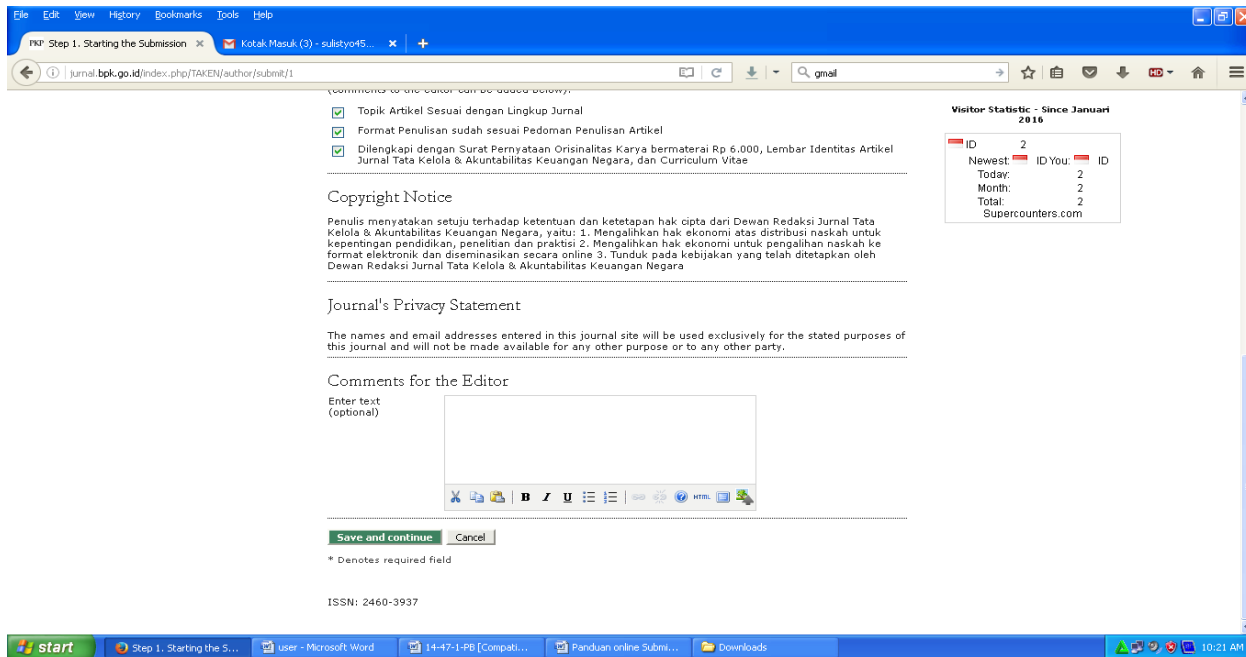 File Edit View History Bookmarks Tools Help
PKP Step 1. Starting the Submission × Kotak Masuk (3) - sulistyo45... × +
jurnal.bpk.go.id/index.php/TAKEN/author/submit/1 gmail HD
(comments to the editor can be added below).
Topik Artikel Sesuai dengan Lingkup Jurnal
Format Penulisan sudah sesuai Pedoman Penulisan Artikel
Dilengkapi dengan Surat Pernyataan Orisinalitas Karya bermaterai Rp 6.000, Lembar Identitas Artikel
Jurnal Tata Kelola & Akuntabilitas Keuangan Negara, dan Curriculum Vitae
Copyright Notice
Penulis menyatakan setuju terhadap ketentuan dan ketetapan hak cipta dari Dewan Redaksi Jurnal Tata
Kelola & Akuntabilitas Keuangan Negara, yaitu: 1. Mengalihkan hak ekonomi atas distribusi naskah untuk
kepentingan pendidikan, penelitian dan praktisi 2. Mengalihkan hak ekonomi untuk pengalihan naskah ke
format elektronik dan diseminasikan secara online 3. Tunduk pada kebijakan yang telah ditetapkan oleh
Dewan Redaksi Jurnal Tata Kelola & Akuntabilitas Keuangan Negara
Journal's Privacy Statement
The names and email addresses entered in this journal site will be used exclusively for the stated purposes of
this journal and will not be made available for any other purpose or to any other party.
Comments for the Editor
Enter text
(optional)
B I U HTML
Save and continue Cancel
* Denotes required field
ISSN: 2460-3937
Visitor Statistic - Since Januari
2016
ID 2
Newest: ID You: ID
Today: 2
Month: 2
Total: 2
Supercounters.com
start Step 1. Starting the S... user - Microsoft Word 14-47-1-PB [Compati... Panduan online Submi... Downloads 10:21 AM